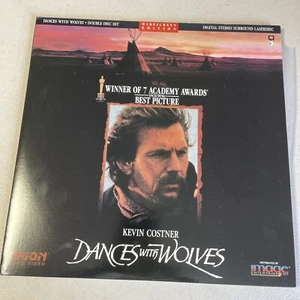 DANCES WITH WOLVES • DOUBLE DISC SET
WIDESCREEN
EDITION
DIGITAL STEREO SURROUND LASERDISC
WINNER OF 7 ACADEMY AWARDS
BEST PICTURE
KEVIN COSTNER
DANCES WITH WOLVES
VIDEO
image